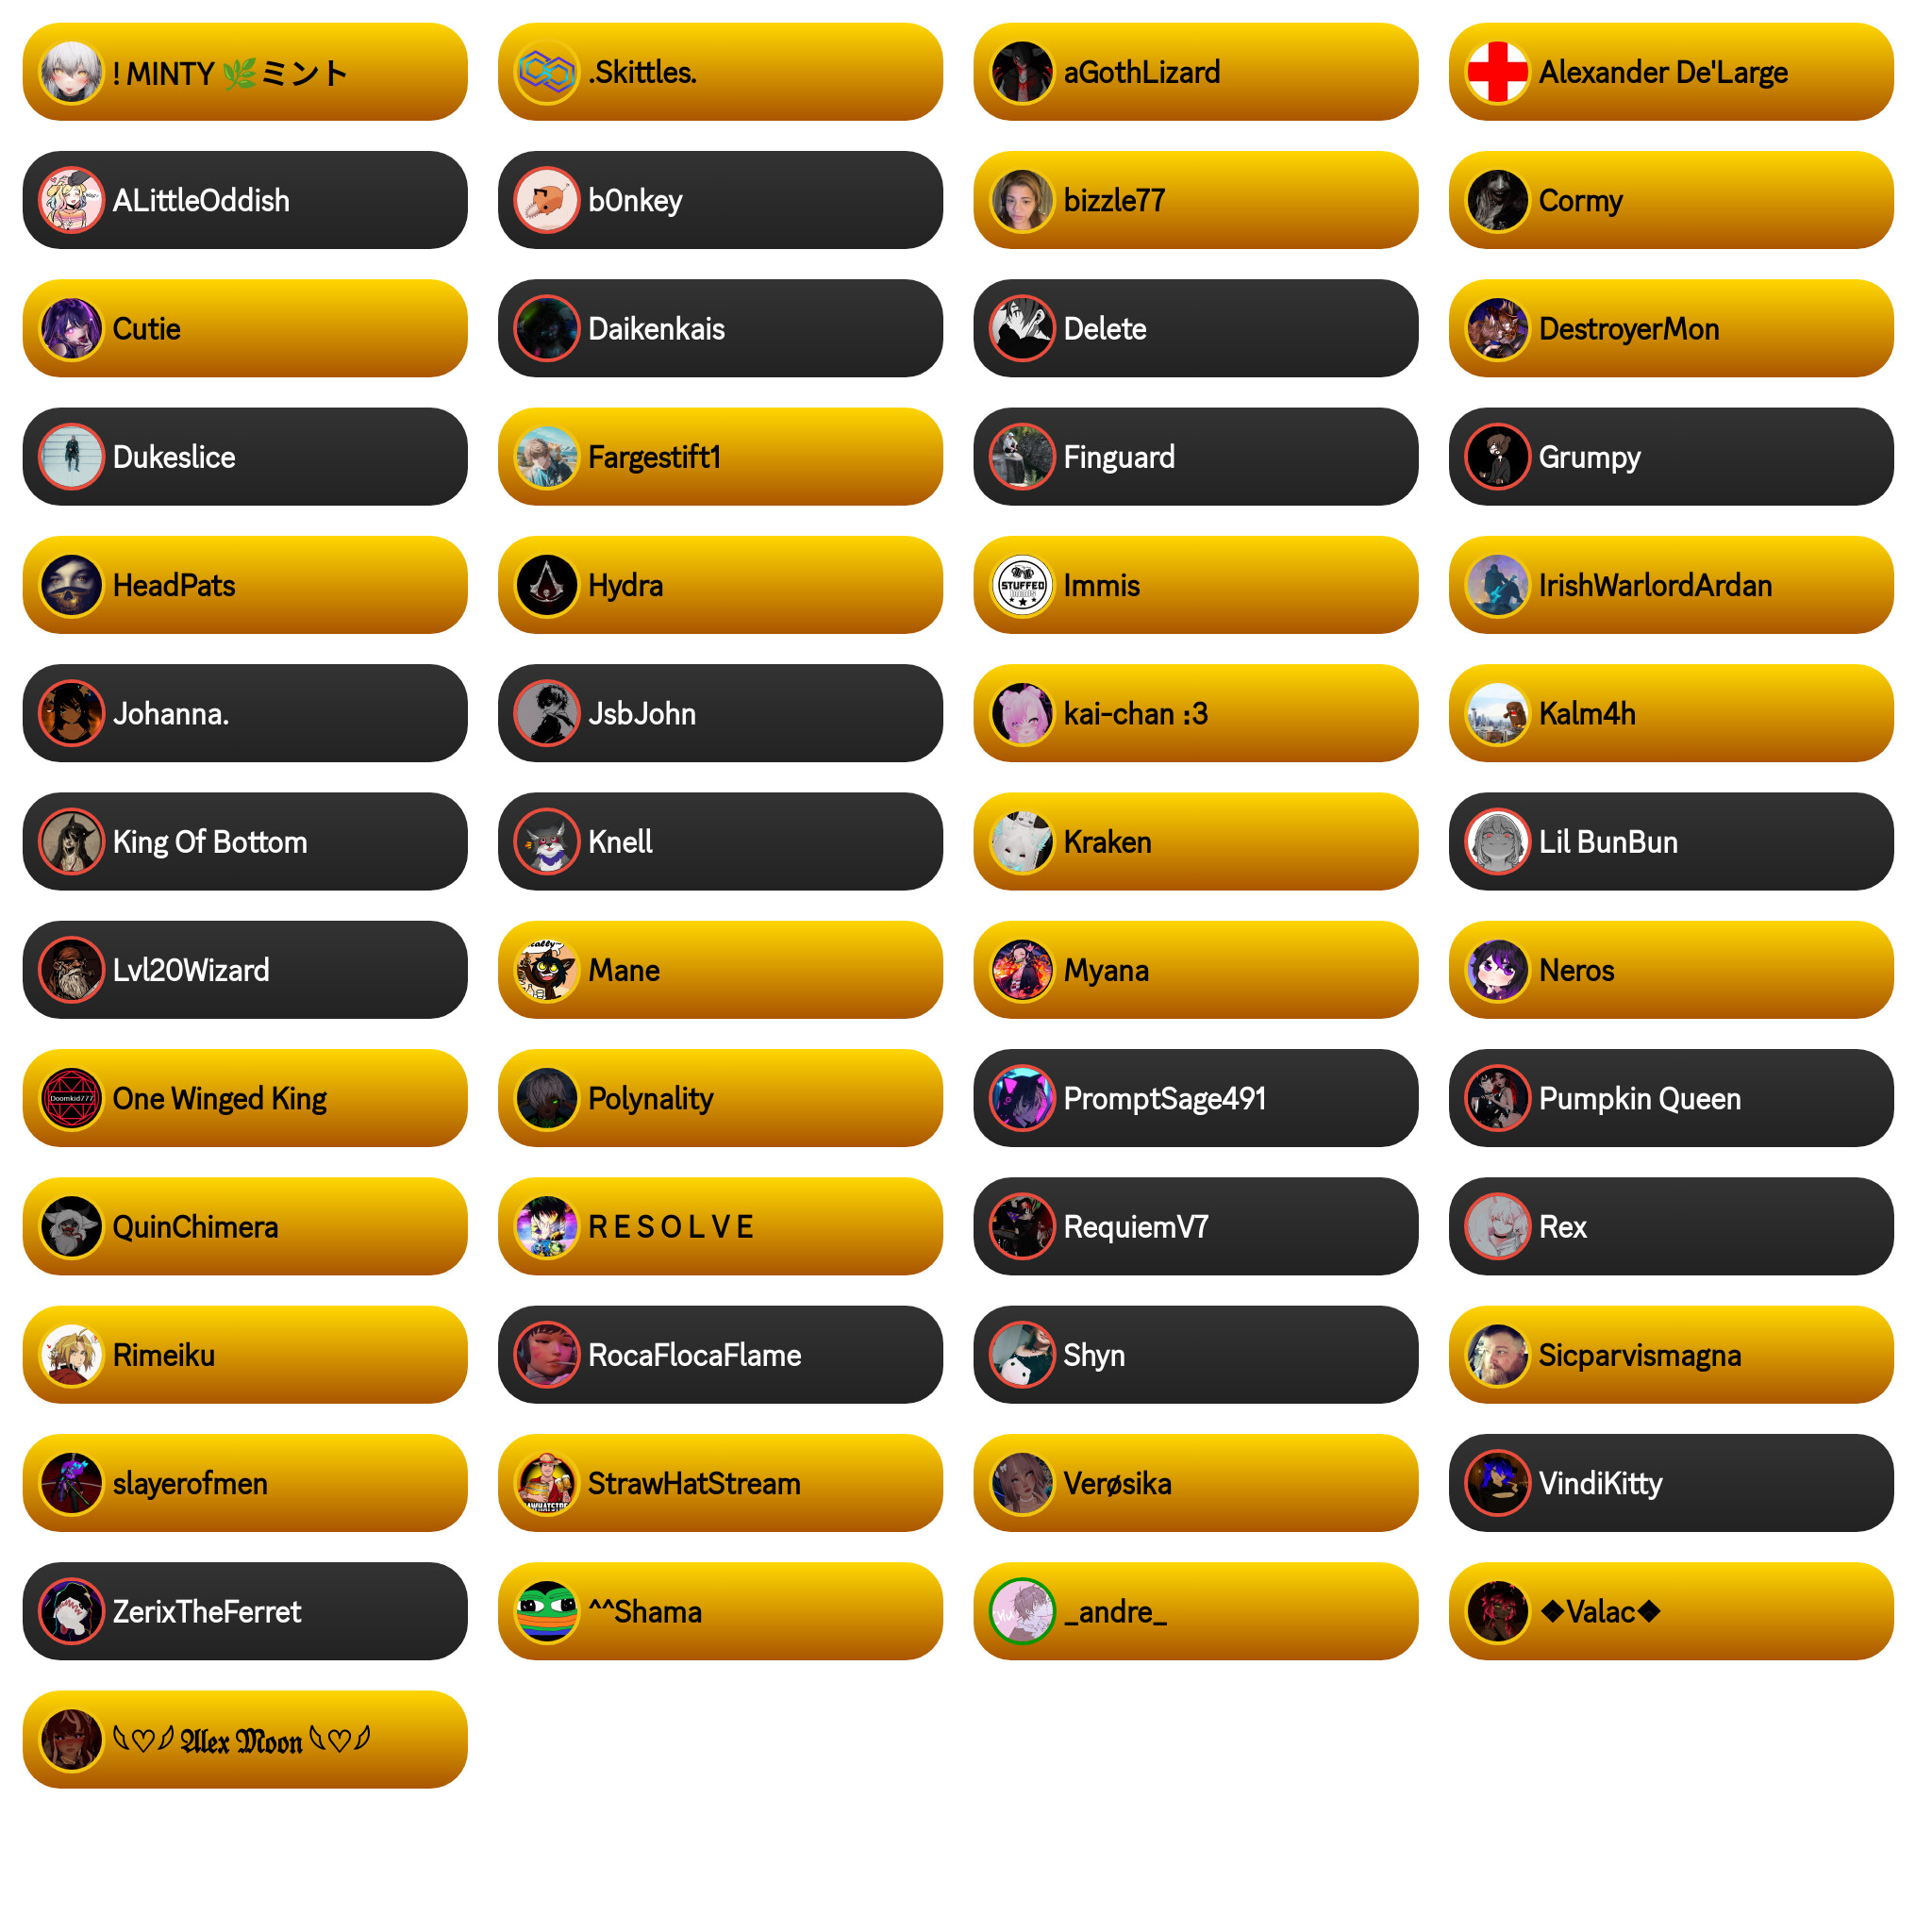 ! MINTY 🌿ミント
.Skittles.
aGothLizard
Alexander De'Large
ALittleOddish
b0nkey
bizzle77
Cormy
Cutie
Daikenkais
Delete
DestroyerMon
Dukeslice
Fargestift1
Finguard
Grumpy
HeadPats
Hydra
STUFFED
Immis
IrishWarlordArdan
Johanna.
JsbJohn
kai-chan :3
Kalm4h
King Of Bottom
Knell
Kraken
Lil BunBun
Lvl20Wizard
Mane
Myana
Neros
Doomkid777
One Winged King
Polynality
PromptSage491
Pumpkin Queen
QuinChimera
R E S O L V E
RequiemV7
Rex
Rimeiku
RocaFlocaFlame
Shyn
Sicparvismagna
slayerofmen
StrawHatStream
Verøsika
VindiKitty
ZerixTheFerret
^^Shama
_andre_
❖Valac❖
𓆩♡𓆪 𝕬𝖑𝖊𝖝 𝕸𝖔𝖔𝖓 𓆩♡𓆪